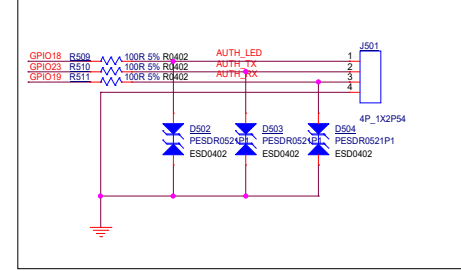 J501
GPIO18 R509 100R 5% R0402 AUTH_LED 1
GPIO23 R510 100R 5% R0402 AUTH_TX 2
GPIO19 R511 100R 5% R0402 AUTH_RX 3
4
4P_1X2P54
D502 D503 D504
PESDR0521P1 PESDR0521P1 PESDR0521P1
ESD0402 ESD0402 ESD0402